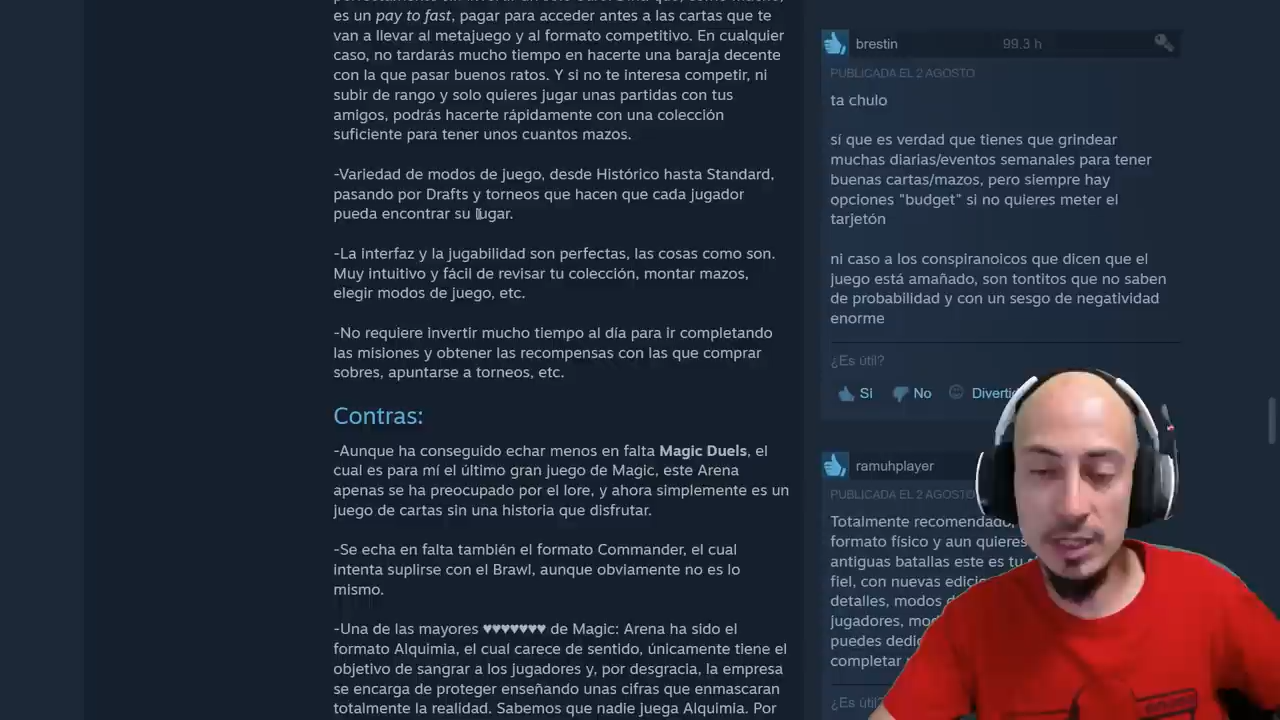 es un pay to fast, pagar para acceder antes a las cartas que te
van a llevar al metajuego y al formato competitivo. En cualquier
caso, no tardarás mucho tiempo en hacerte una baraja decente
con la que pasar buenos ratos. Y si no te interesa competir, ni
subir de rango y solo quieres jugar unas partidas con tus
amigos, podrás hacerte rápidamente con una colección
suficiente para tener unos cuantos mazos.
-Variedad de modos de juego, desde Histórico hasta Standard,
pasando por Drafts y torneos que hacen que cada jugador
pueda encontrar su lugar.
-La interfaz y la jugabilidad son perfectas, las cosas como son.
Muy intuitivo y fácil de revisar tu colección, montar mazos,
elegir modos de juego, etc.
-No requiere invertir mucho tiempo al día para ir completando
las misiones y obtener las recompensas con las que comprar
sobres, apuntarse a torneos, etc.
Contras:
-Aunque ha conseguido echar menos en falta Magic Duels, el
cual es para mí el último gran juego de Magic, este Arena
apenas se ha preocupado por el lore, y ahora simplemente es un
juego de cartas sin una historia que disfrutar.
-Se echa en falta también el formato Commander, el cual
intenta suplirse con el Brawl, aunque obviamente no es lo
mismo.
-Una de las mayores ♥♥♥♥♥♥♥ de Magic: Arena ha sido el
formato Alquimia, el cual carece de sentido, únicamente tiene el
objetivo de sangrar a los jugadores y, por desgracia, la empresa
se encarga de proteger enseñando unas cifras que enmascaran
totalmente la realidad. Sabemos que nadie juega Alquimia. Por
brestin 99.3 h
PUBLICADA EL 2 AGOSTO
ta chulo
sí que es verdad que tienes que grindear
muchas diarias/eventos semanales para tener
buenas cartas/mazos, pero siempre hay
opciones "budget" si no quieres meter el
tarjetón
ni caso a los conspiranoicos que dicen que el
juego está amañado, son tontitos que no saben
de probabilidad y con un sesgo de negatividad
enorme
¿Es útil?
Sí No
ramuhplayer
PUBLICADA EL 2 AGOSTO
Totalmente recomendado,
formato físico y aun quieres
antiguas batallas este es tu
fiel, con nuevas
detalles, modos
jugadores,
puedes
completar
¿Es útil?